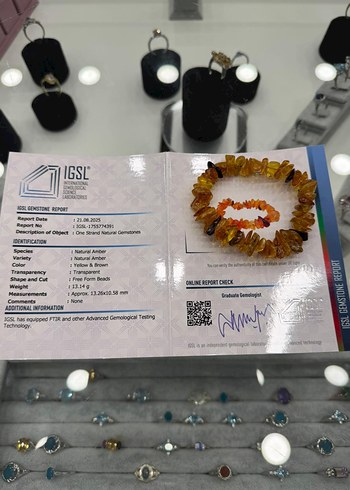 IGSL®
INTERNATIONAL
GEMOLOGICAL
SCIENCE
LABORATORIES
IGSL GEMSTONE REPORT
Report Date : 21.08.2025
Report No : IGSL-1755774391
Description of Object : One Strand Natural Gemstones
IDENTIFICATION
Species : Natural Amber
Variety : Natural Amber
Color : Yellow & Brown
Transparency : Transparent
Shape and Cut : Free Form Beads
Weight : 13.14 g
Measurements : Approx. 13.28x10.58 mm
Comments : None
ADDITIONAL INFORMATION
IGSL has equipped FTIR and other Advanced Gemological Testing
Technology.
ONLINE REPORT CHECK
Graduate Gemologist
IGSL is an independent gemological
Advanced Technology
IGSL GEMSTONE REPORT